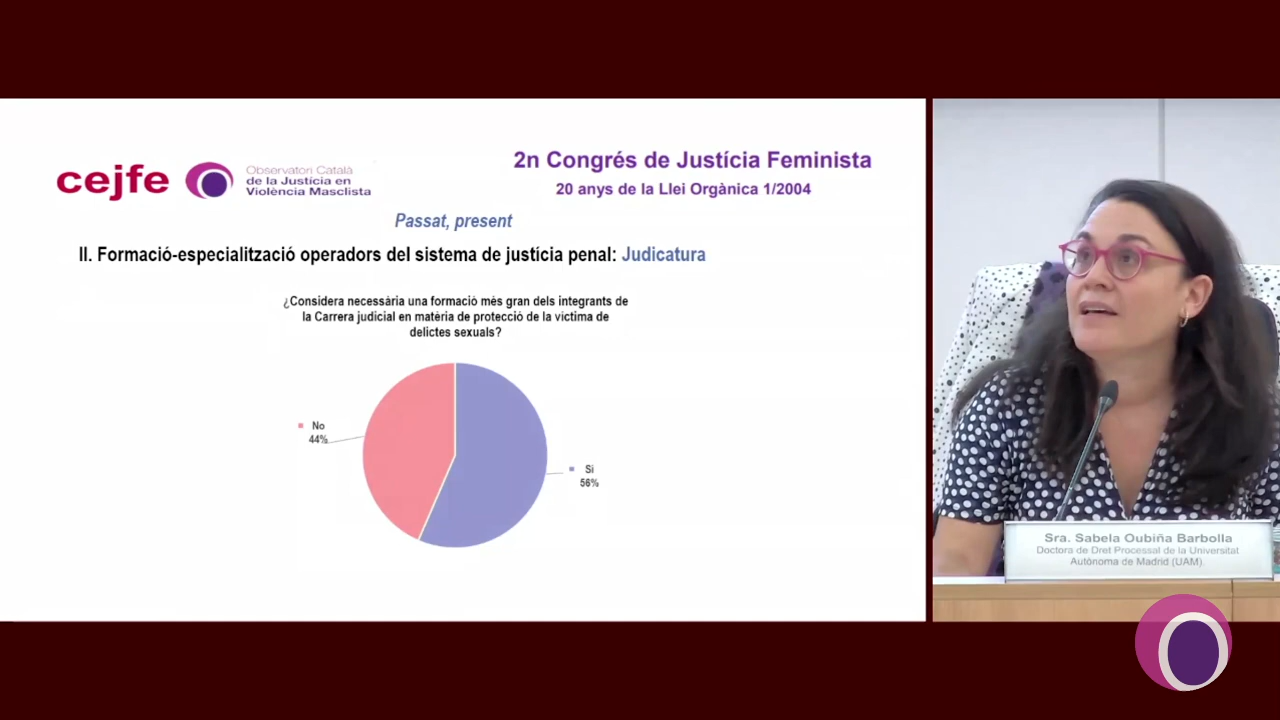 cejfe
Observatori Català
de la Justícia en
Violència Masclista
2n Congrés de Justícia Feminista
20 anys de la Llei Orgànica 1/2004
Passat, present
II. Formació-especialització operadors del sistema de justícia penal: Judicatura
¿Considera necessària una formació més gran dels integrants de
la Carrera judicial en matèria de protecció de la víctima de
delictes sexuals?
No
44%
Si
56%
Sra. Sabela Oubiña Barbolla
Doctora de Dret Processal de la Universitat
Autònoma de Madrid (UAM).